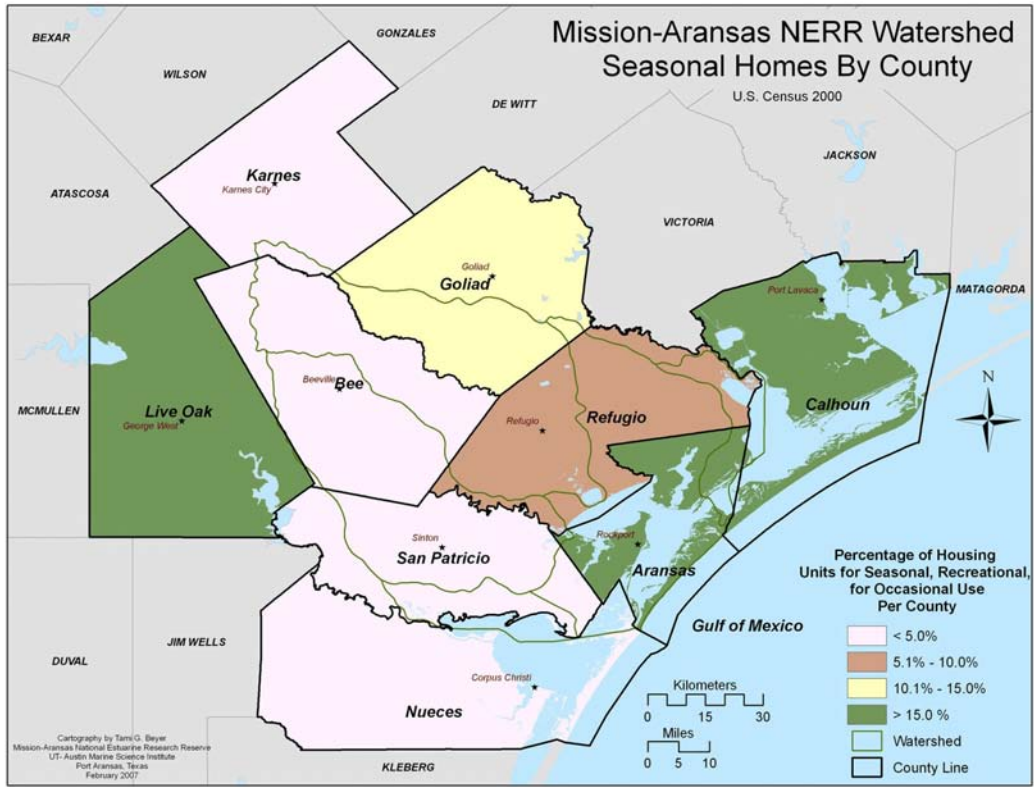 Mission-Aransas NERR Watershed
Seasonal Homes By County
U.S. Census 2000
BEXAR
GONZALES
WILSON
DE WITT
JACKSON
ATASCOSA
Karnes
Karnes City
VICTORIA
Goliad
Goliad
Port Lavaca
MATAGORDA
MCMULLEN
Live Oak
George West
Beeville
Bee
Refugio
Refugio
Calhoun
N
Sinton
San Patricio
Rockport
Aransas
Gulf of Mexico
DUVAL
JIM WELLS
Corpus Christi
Nueces
KLEBERG
Percentage of Housing
Units for Seasonal, Recreational,
for Occasional Use
Per County
< 5.0%
5.1% - 10.0%
10.1% - 15.0%
> 15.0 %
Watershed
County Line
Kilometers
0 15 30
Miles
0 5 10
Cartography by Tami G. Beyer
Mission-Aransas National Estuarine Research Reserve
UT- Austin Marine Science Institute
Port Aransas, Texas
February 2007